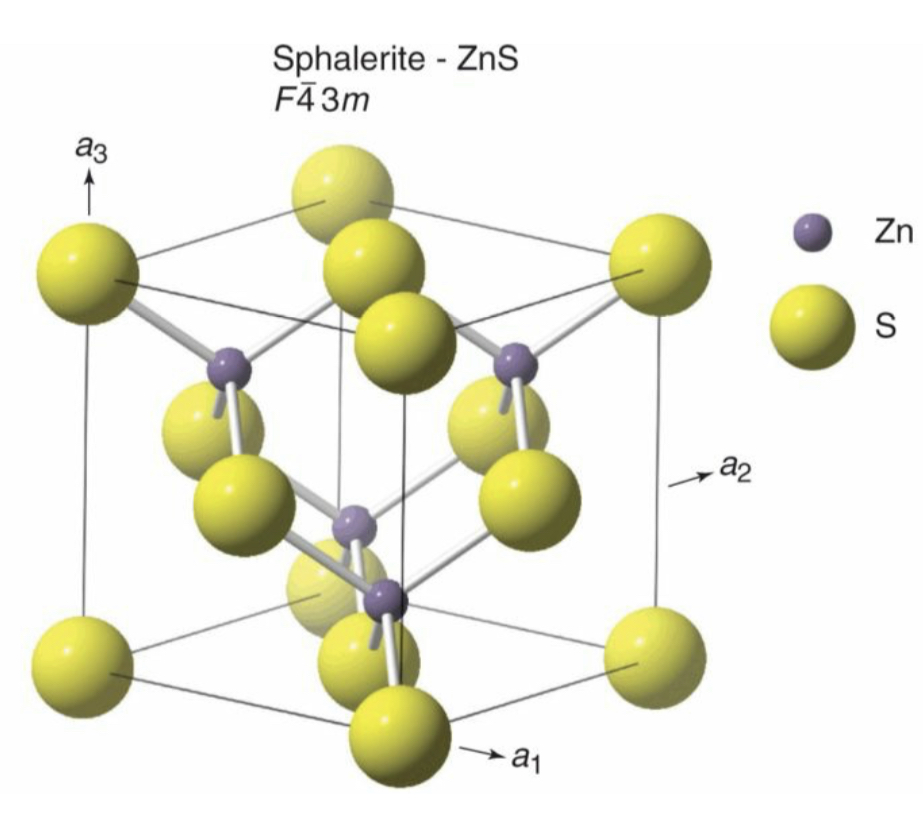 Sphalerite - ZnS
F4̅3m
a₃
Zn
S
a₂
a₁